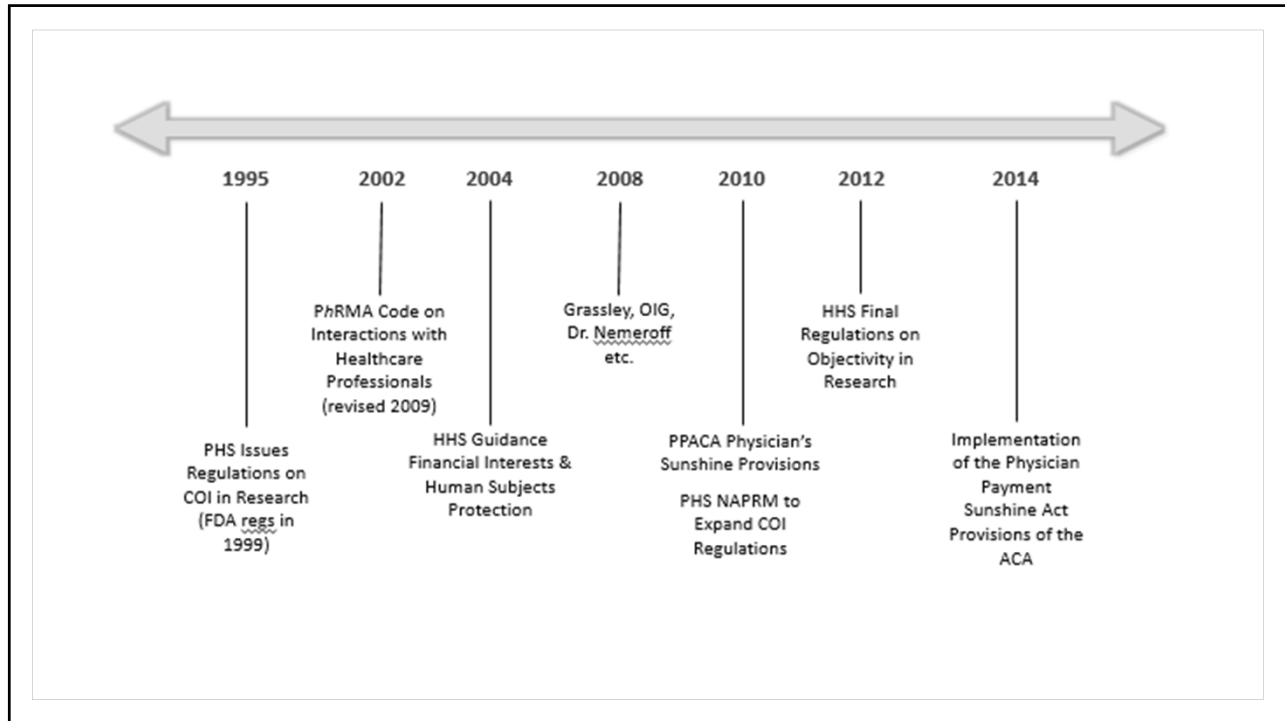 1995
2002
2004
2008
2010
2012
2014
PhRMA Code on
Interactions with
Healthcare
Professionals
(revised 2009)
Grassley, OIG,
Dr. Nemeroff
etc.
HHS Final
Regulations on
Objectivity in
Research
PHS Issues
Regulations on
COI in Research
(FDA regs in
1999)
HHS Guidance
Financial Interests &
Human Subjects
Protection
PPACA Physician's
Sunshine Provisions
PHS NAPRM to
Expand COI
Regulations
Implementation
of the Physician
Payment
Sunshine Act
Provisions of the
ACA